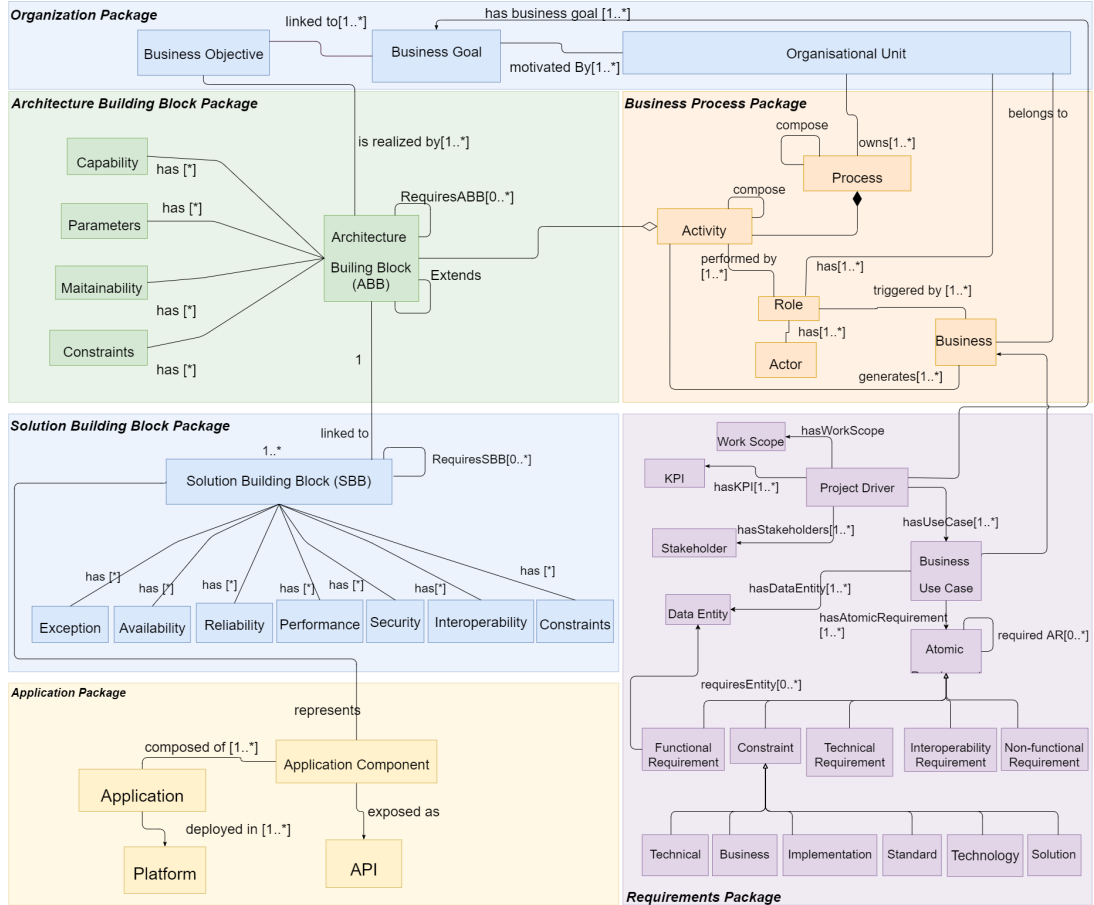 Organization Package
has business goal [1..*]
linked to[1..*]
Business Objective
Business Goal
motivated By[1..*]
Organisational Unit
Architecture Building Block Package
Capability
has [*]
Parameters
has [*]
Maitainability
has [*]
Constraints
has [*]
is realized by[1..*]
RequiresABB[0..*]
Architecture
Builing Block
(ABB)
Extends
1
Business Process Package
belongs to
compose
owns[1..*]
Process
compose
Activity
performed by
[1..*]
has[1..*]
triggered by [1..*]
Role
has[1..*]
Actor
Business
generates[1..*]
Solution Building Block Package
linked to
1..*
RequiresSBB[0..*]
Solution Building Block (SBB)
has [*]
has [*]
has [*]
has [*]
has [*]
has[*]
has [*]
Exception
Availability
Reliability
Performance
Security
Interoperability
Constraints
Application Package
represents
composed of [1..*]
Application Component
Application
exposed as
deployed in [1..*]
Platform
API
hasWorkScope
Work Scope
KPI
hasKPI[1..*]
Project Driver
hasStakeholders[1..*]
Stakeholder
hasUseCase[1..*]
Business
Use Case
hasDataEntity[1..*]
Data Entity
hasAtomicRequirement
[1..*]
Atomic
required AR[0..*]
requiresEntity[0..*]
Functional
Requirement
Constraint
Technical
Requirement
Interoperability
Requirement
Non-functional
Requirement
Technical
Business
Implementation
Standard
Technology
Solution
Requirements Package